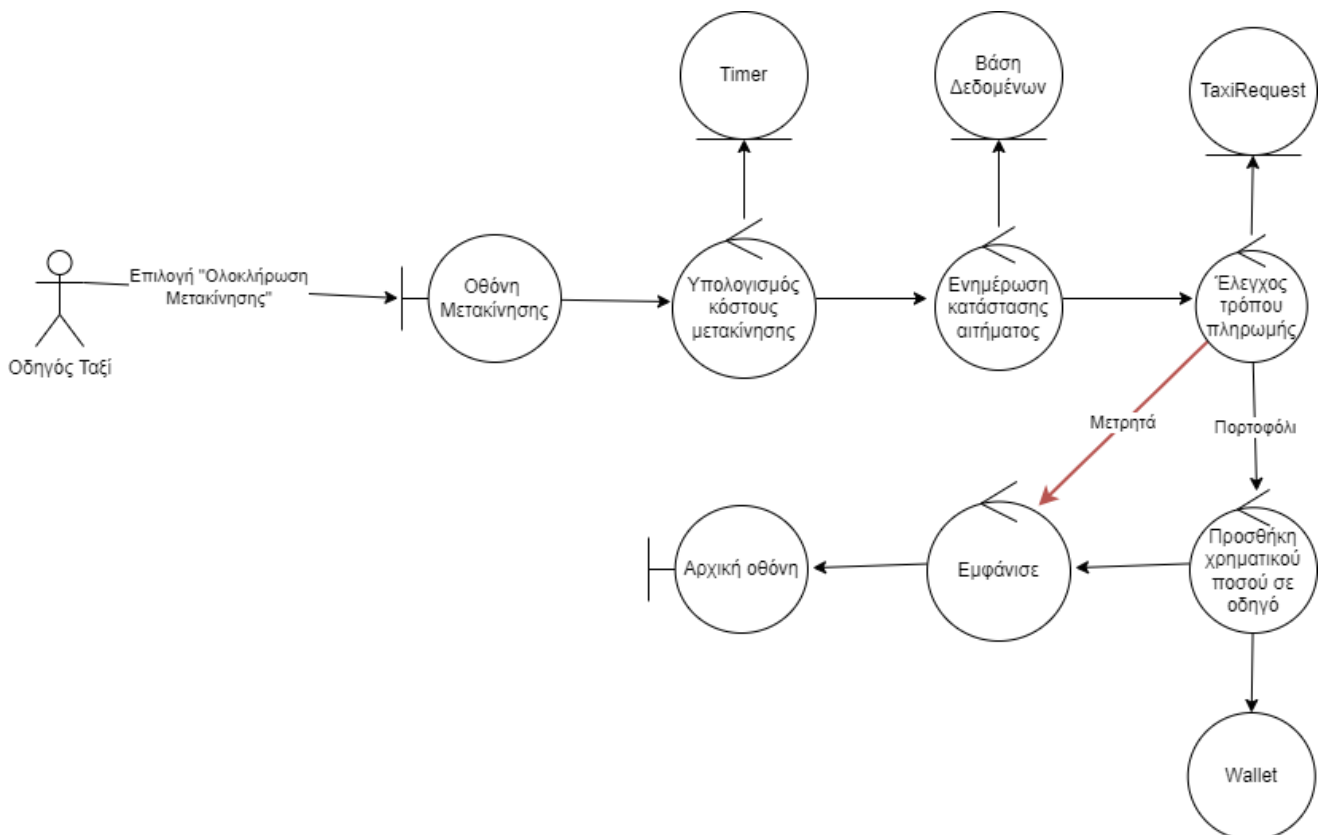 Timer
Βάση
Δεδομένων
TaxiRequest
Επιλογή "Ολοκλήρωση
Μετακίνησης"
Οδηγός Ταξί
Οθόνη
Μετακίνησης
Υπολογισμός
κόστους
μετακίνησης
Ενημέρωση
κατάστασης
αιτήματος
Έλεγχος
τρόπου
πληρωμής
Μετρητά
Πορτοφόλι
Αρχική οθόνη
Εμφάνισε
Προσθήκη
χρηματικού
ποσού σε
οδηγό
Wallet